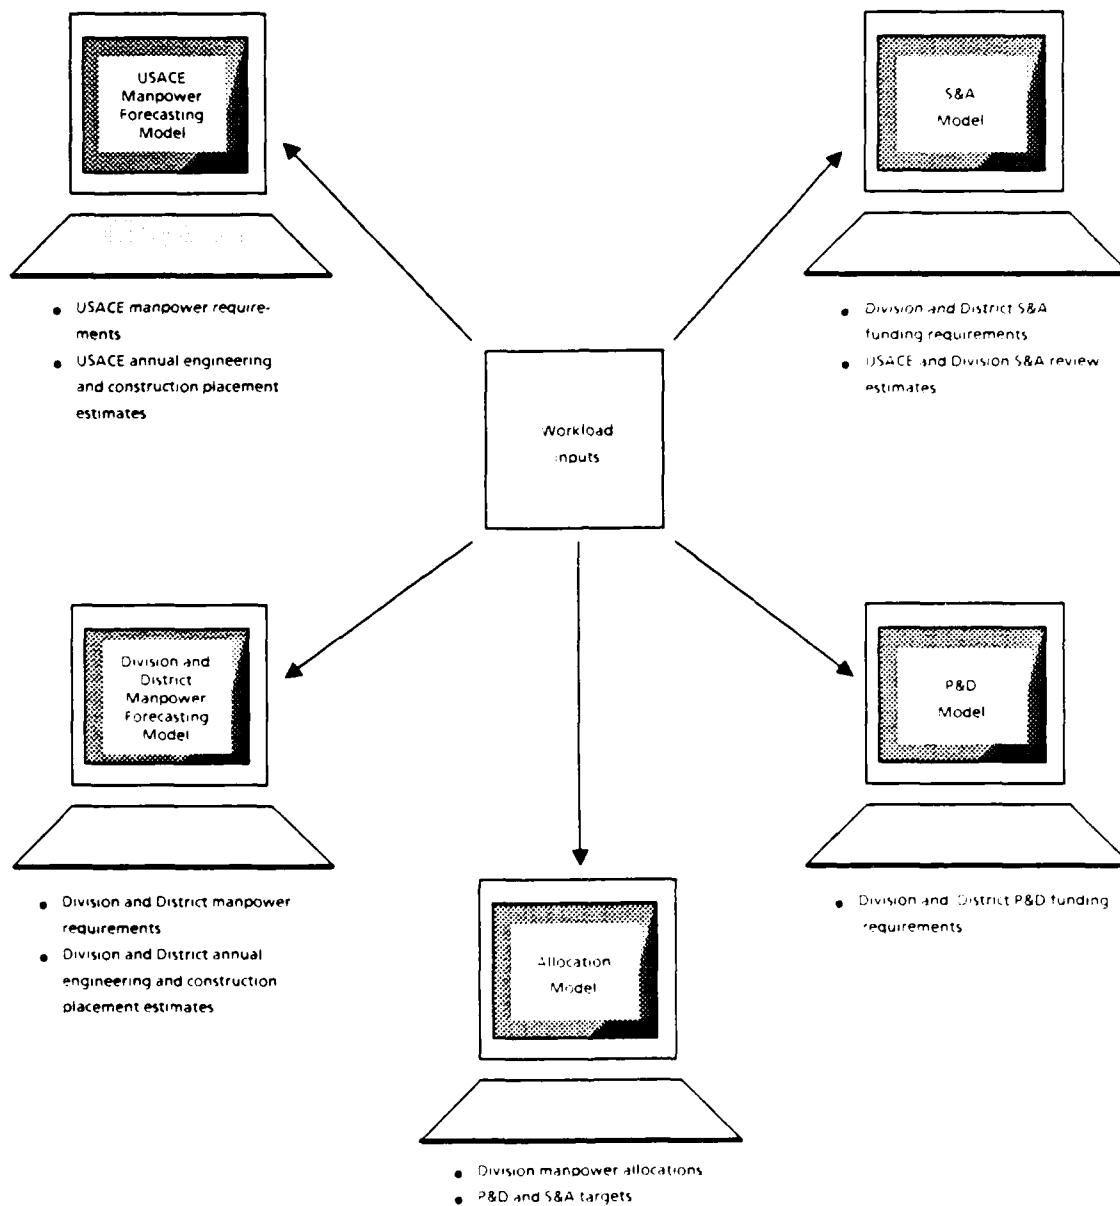 USACE
Manpower
Forecasting
Model
• USACE manpower require-
ments
• USACE annual engineering
and construction placement
estimates
S&A
Model
• Division and District S&A
funding requirements
• USACE and Division S&A review
estimates
Workload
inputs
Division and
District
Manpower
Forecasting
Model
• Division and District manpower
requirements
• Division and District annual
engineering and construction
placement estimates
P&D
Model
• Division and District P&D funding
requirements
Allocation
Model
• Division manpower allocations
• P&D and S&A targets